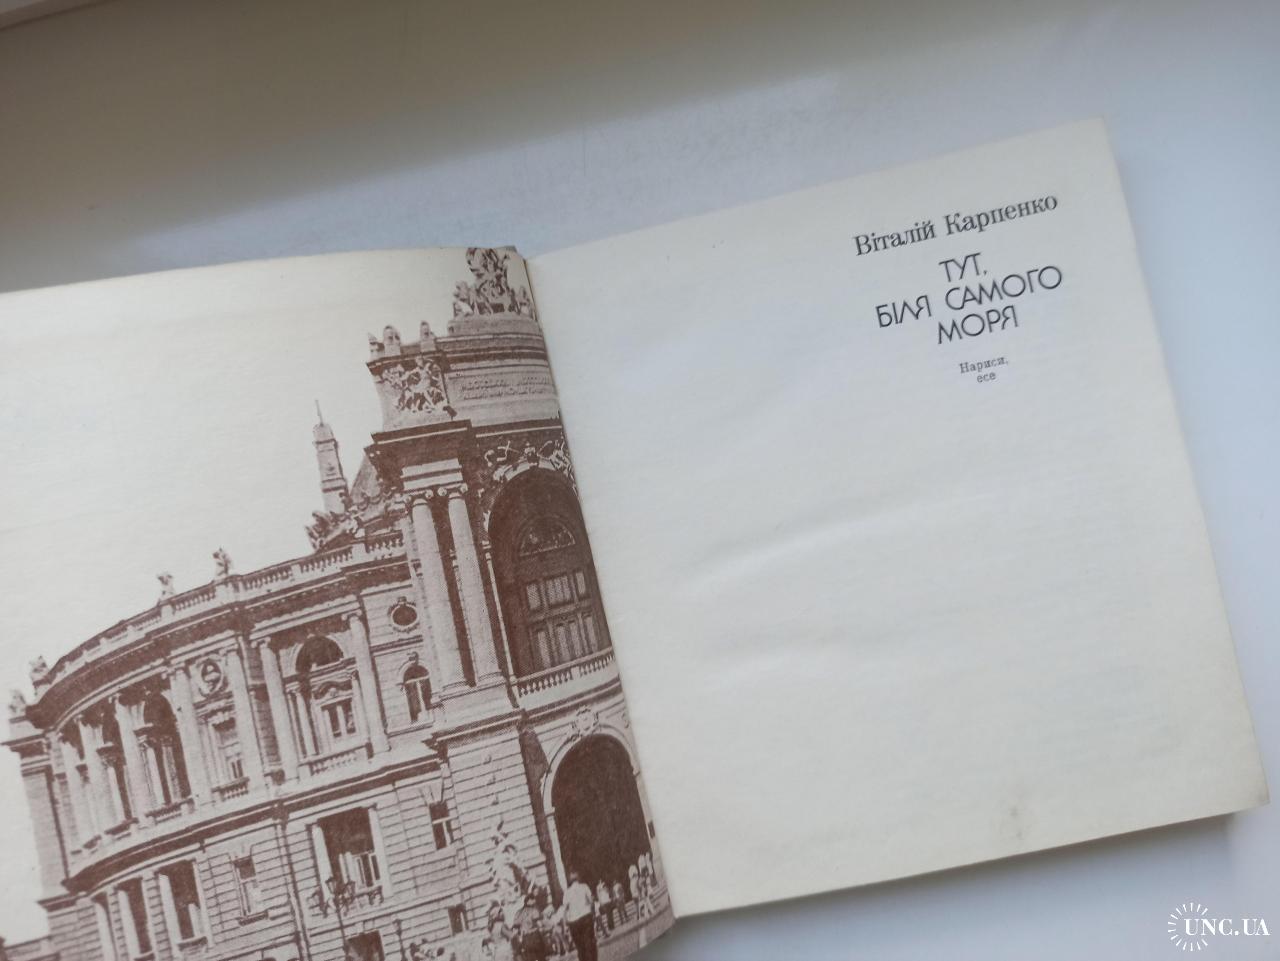 Віталій Карпенко
ТУТ,
БІЛЯ САМОГО
МОРЯ
Нариси,
есе
UNC.UA